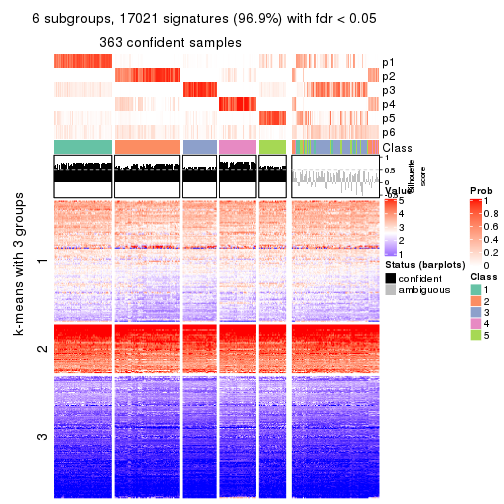 6 subgroups, 17021 signatures (96.9%) with fdr < 0.05
363 confident samples
p1
p2
p3
p4
p5
p6
Class
1
0.5
0
-0.5
Silhouette
score
k-means with 3 groups
1
2
3
Value
5
4
3
2
1
Status (barplots)
confident
ambiguous
Prob
1
0.8
0.6
0.4
0.2
0
Class
1
2
3
4
5